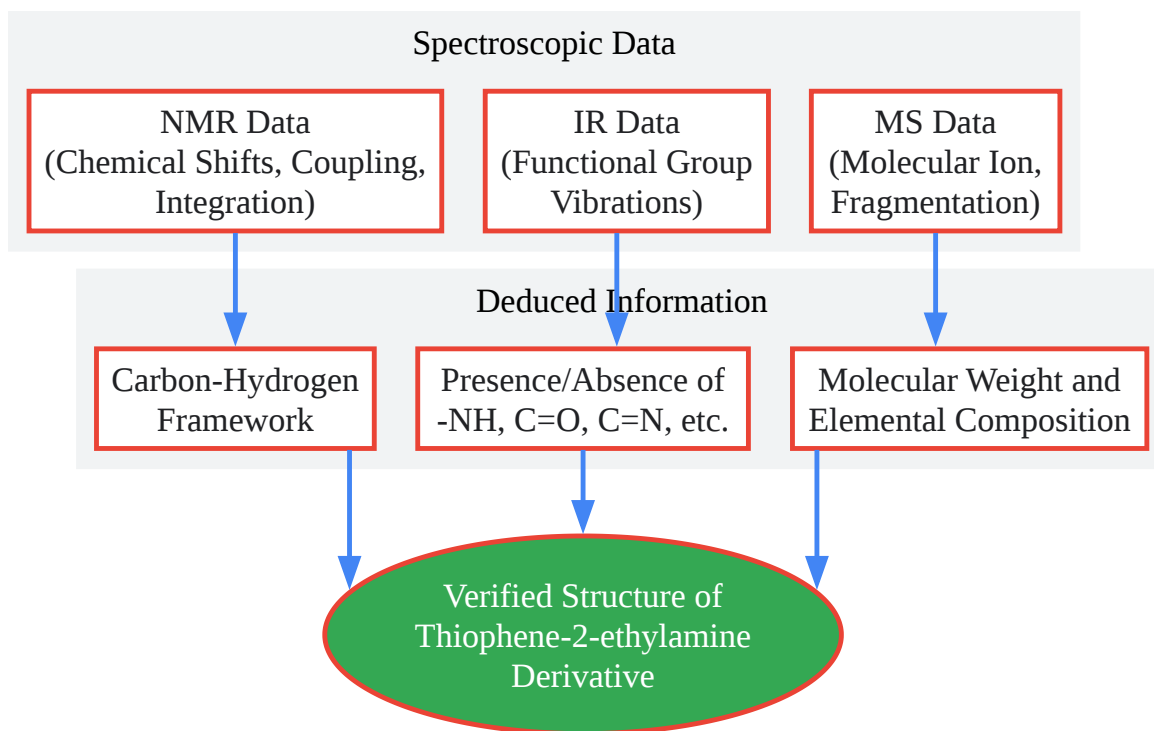 Spectroscopic Data
NMR Data
(Chemical Shifts, Coupling,
Integration)
IR Data
(Functional Group
Vibrations)
MS Data
(Molecular Ion,
Fragmentation)
Deduced Information
Carbon-Hydrogen
Framework
Presence/Absence of
-NH, C=O, C=N, etc.
Molecular Weight and
Elemental Composition
Verified Structure of
Thiophene-2-ethylamine
Derivative